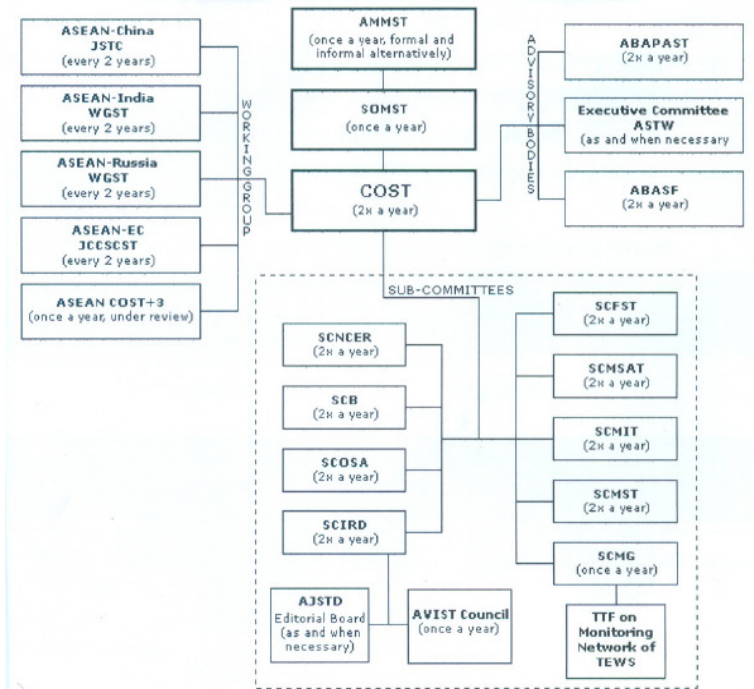 ASEAN-China
JSTC
(every 2 years)
ASEAN-India
WGST
(every 2 years)
ASEAN-Russia
WGST
(every 2 years)
ASEAN-EC
JCCSCST
(every 2 years)
ASEAN COST+3
(once a year, under review)
WORKING GROUP
AMMST
(once a year, formal and
informal alternatively)
SOMST
(once a year)
COST
(2x a year)
ADVISORY BODIES
ABAPAST
(2x a year)
Executive Committee
ASTW
(as and when necessary
ABASF
(2x a year)
SUB-COMMITTEES
SCNCER
(2x a year)
SCB
(2x a year)
SCOSA
(2x a year)
SCIRD
(2x a year)
AJSTD
Editorial Board
(as and when
necessary)
AVIST Council
(once a year)
SCFST
(2x a year)
SCMSAT
(2x a year)
SCMIT
(2x a year)
SCMST
(2x a year)
SCMG
(once a year)
TTF on
Monitoring
Network of
TEWS